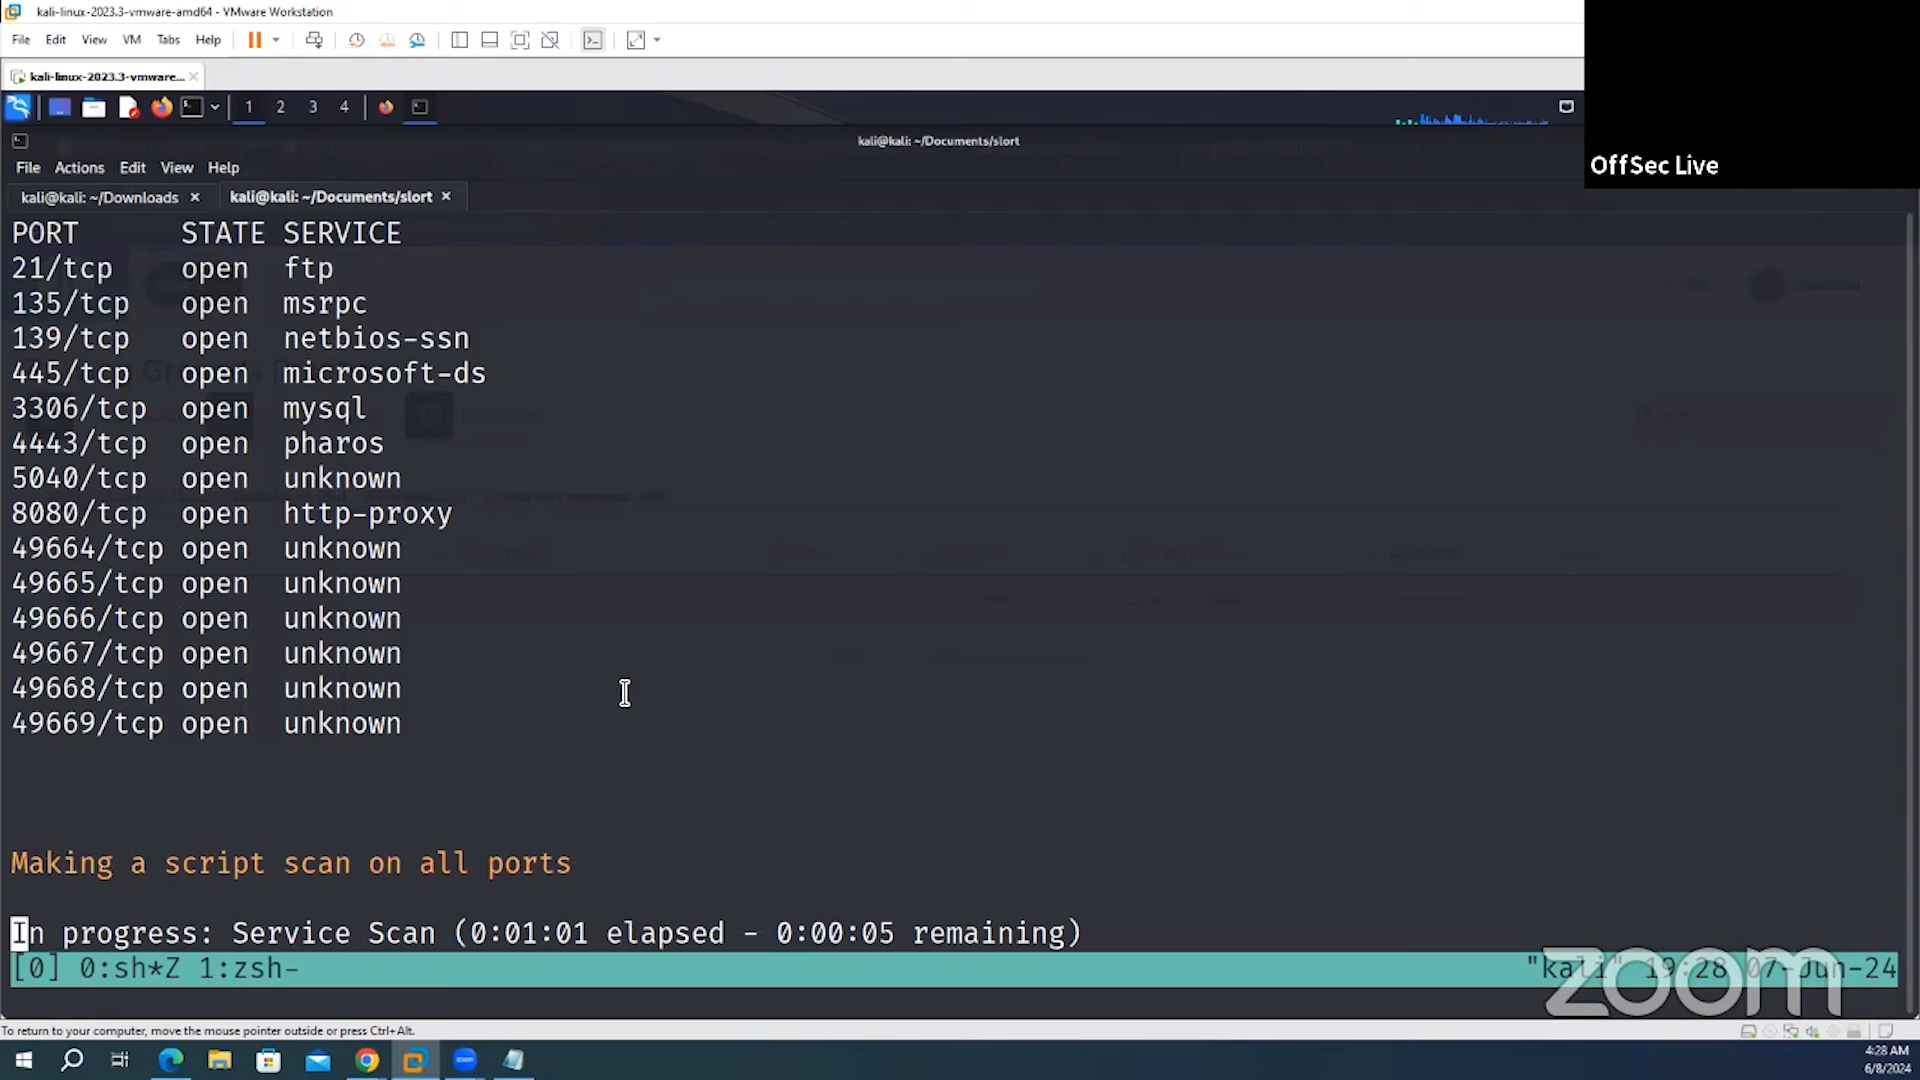 kali-linux-2023.3-vmware-amd64 - VMware Workstation
File Edit View VM Tabs Help
kali-linux-2023.3-vmware...
1 2 3 4
kali@kali: ~/Documents/slort
OffSec Live
File Actions Edit View Help
kali@kali: ~/Downloads kali@kali: ~/Documents/slort
PORT STATE SERVICE
21/tcp open ftp
135/tcp open msrpc
139/tcp open netbios-ssn
445/tcp open microsoft-ds
3306/tcp open mysql
4443/tcp open pharos
5040/tcp open unknown
8080/tcp open http-proxy
49664/tcp open unknown
49665/tcp open unknown
49666/tcp open unknown
49667/tcp open unknown
49668/tcp open unknown
49669/tcp open unknown
Making a script scan on all ports
In progress: Service Scan (0:01:01 elapsed - 0:00:05 remaining)
[0] 0:sh*Z 1:zsh- "kali" 19:28 07-Jun-24
zoom
To return to your computer, move the mouse pointer outside or press Ctrl+Alt.
zoom
4:28 AM
6/8/2024